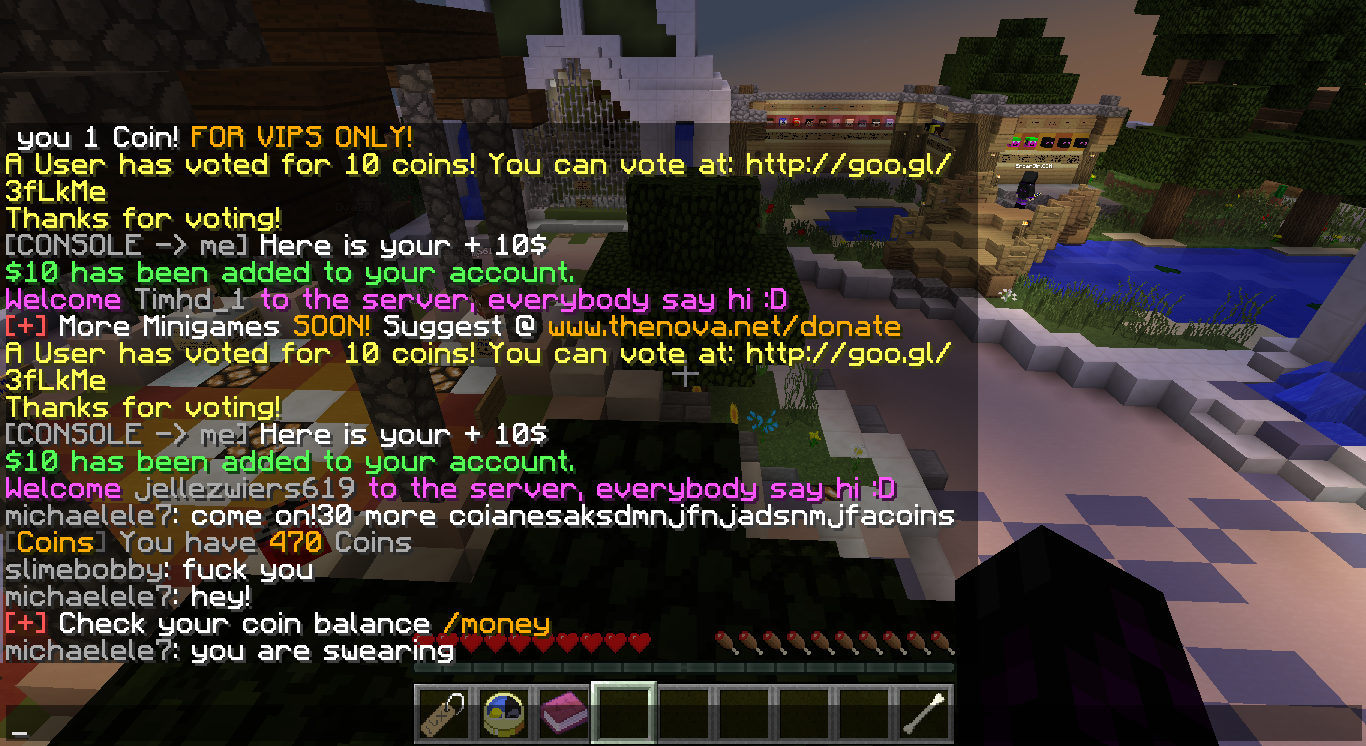 you 1 Coin! FOR VIPS ONLY!
A User has voted for 10 coins! You can vote at: http://goo.gl/
3fLkMe
Thanks for voting!
[CONSOLE -> me] Here is your + 10$
$10 has been added to your account.
Welcome Timhd_1 to the server, everybody say hi :D
[+] More Minigames SOON! Suggest @ www.thenova.net/donate
A User has voted for 10 coins! You can vote at: http://goo.gl/
3fLkMe
Thanks for voting!
[CONSOLE -> me] Here is your + 10$
$10 has been added to your account.
Welcome jellezwiers619 to the server, everybody say hi :D
michaelele7: come on!30 more coianesaksdmnjfnjadsnmjfacoins
[Coins] You have 470 Coins
slimebobby: fuck you
michaelele7: hey!
[+] Check your coin balance /money
michaelele7: you are swearing
_